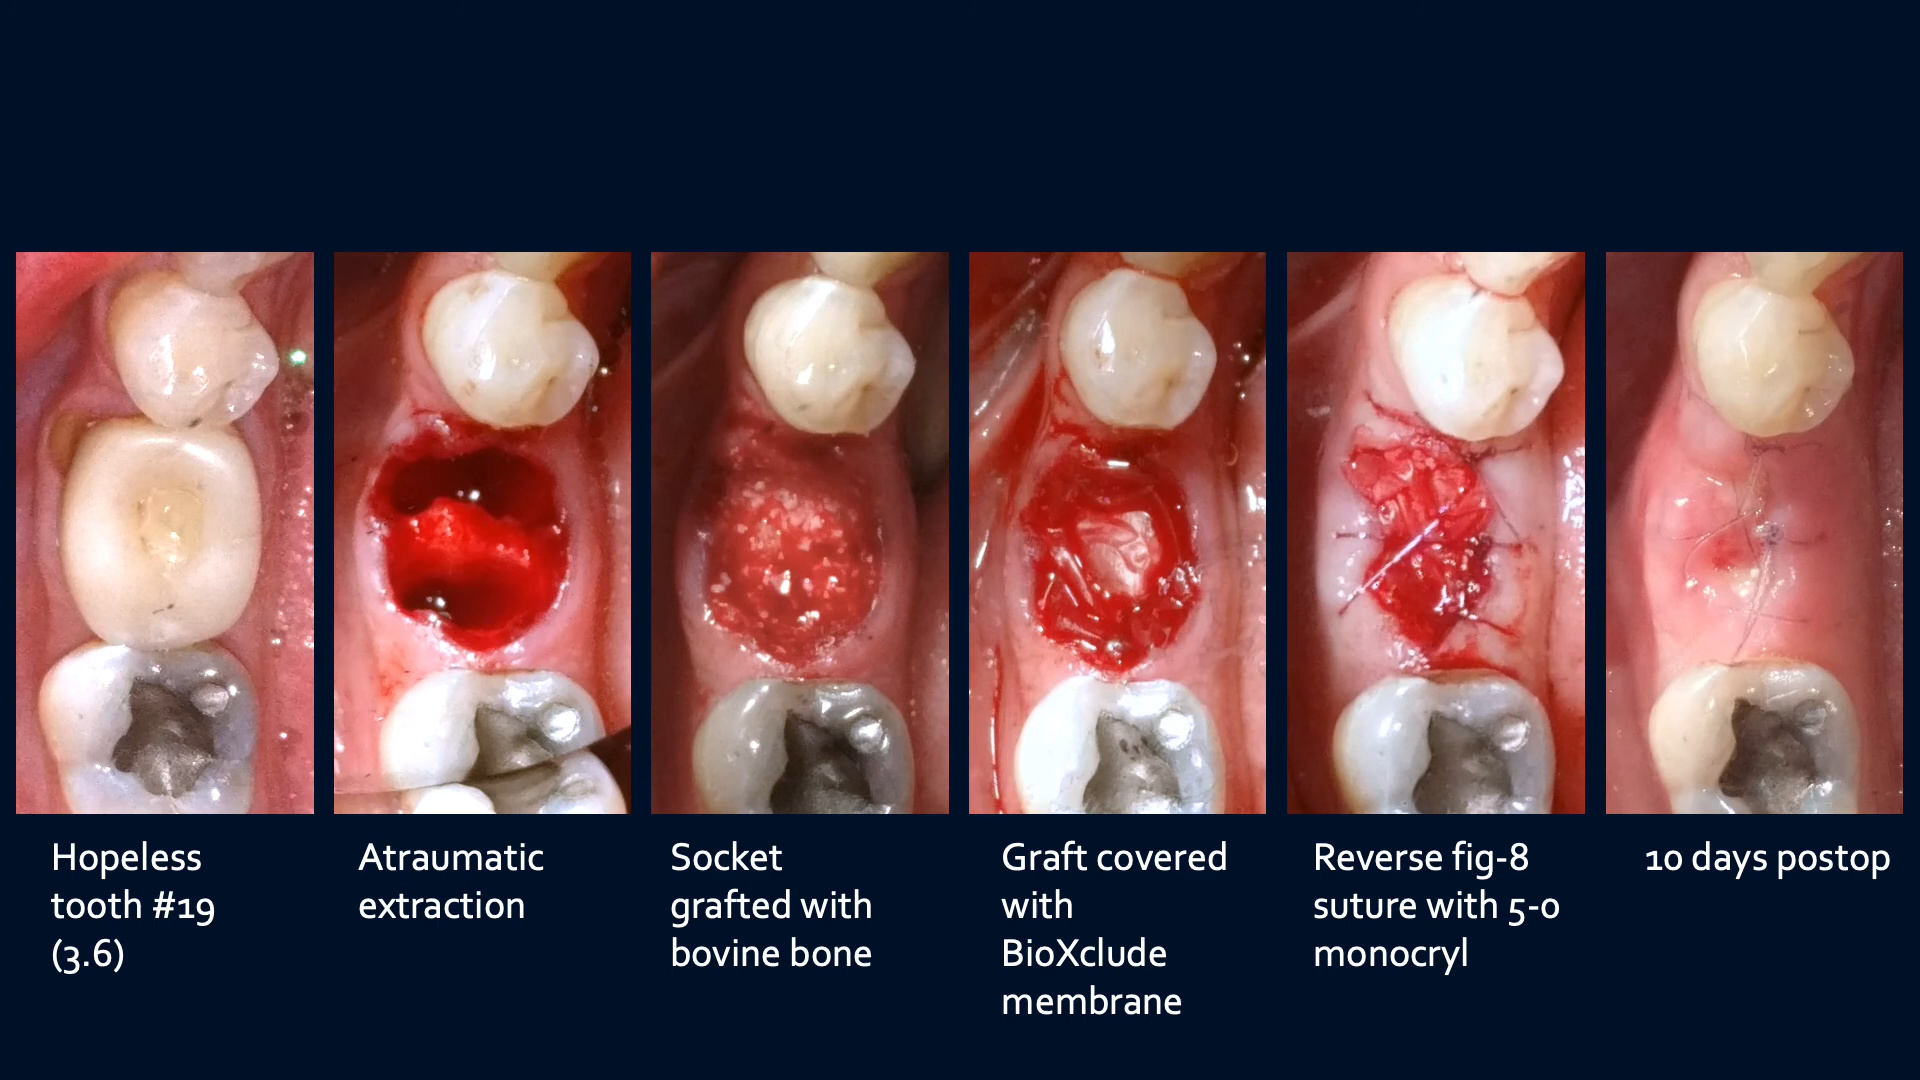 Hopeless
tooth #19
(3.6)
Atraumatic
extraction
Socket
grafted with
bovine bone
Graft covered
with
BioXclude
membrane
Reverse fig-8
suture with 5-0
monocryl
10 days postop